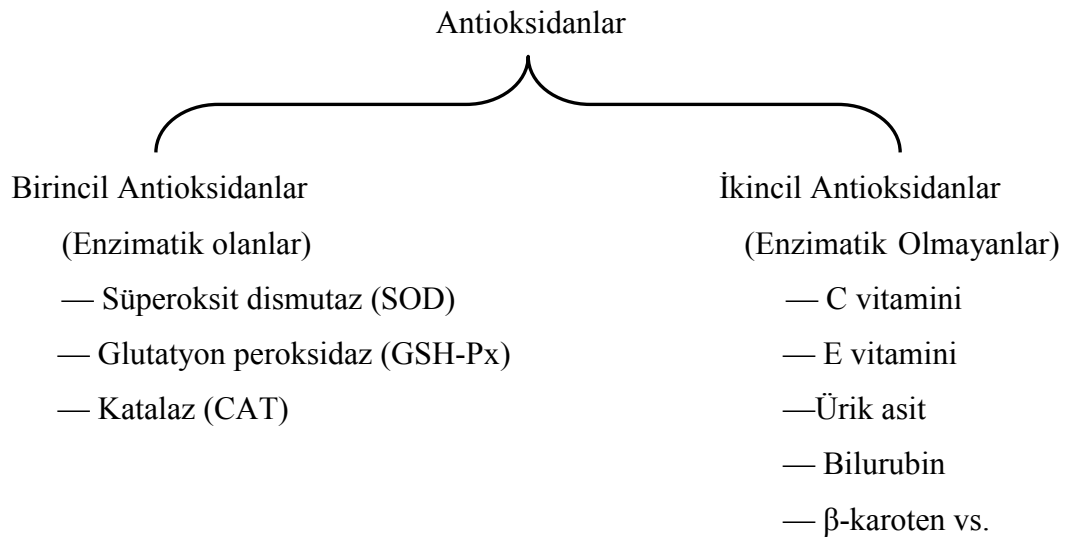 Antioksidanlar
Birincil Antioksidanlar
(Enzimatik olanlar)
— Süperoksit dismutaz (SOD)
— Glutatyon peroksidaz (GSH-Px)
— Katalaz (CAT)
İkincil Antioksidanlar
(Enzimatik Olmayanlar)
— C vitamini
— E vitamini
—Ürik asit
— Bilurubin
— β-karoten vs.